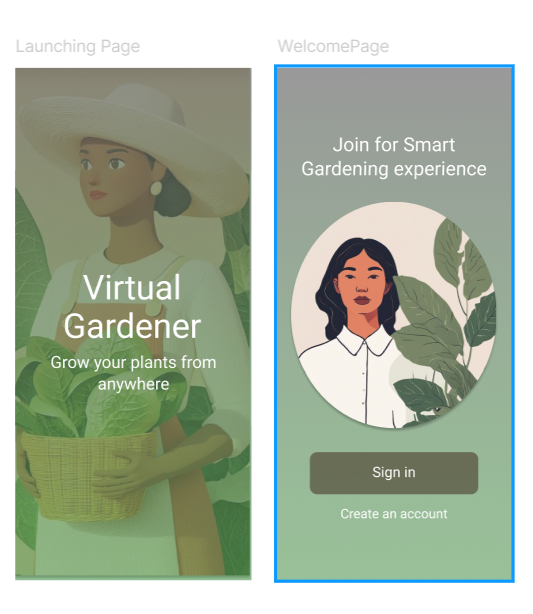 Launching Page
WelcomePage
Virtual
Gardener
Grow your plants from
anywhere
Join for Smart
Gardening experience
Sign in
Create an account